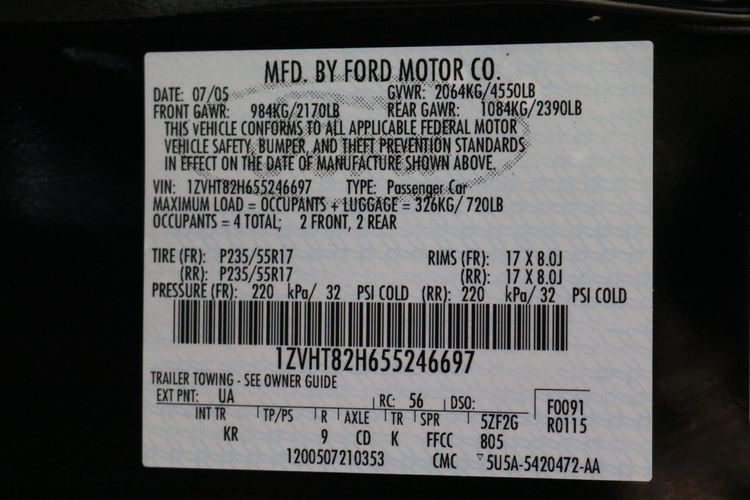 MFD. BY FORD MOTOR CO.
DATE: 07/05 GVWR: 2064KG/4550LB
FRONT GAWR: 984KG/2170LB REAR GAWR: 1084KG/2390LB
THIS VEHICLE CONFORMS TO ALL APPLICABLE FEDERAL MOTOR
VEHICLE SAFETY, BUMPER, AND THEFT PREVENTION STANDARDS
IN EFFECT ON THE DATE OF MANUFACTURE SHOWN ABOVE.
VIN: 1ZVHT82H655246697 TYPE: Passenger Car
MAXIMUM LOAD = OCCUPANTS + LUGGAGE = 326KG/720LB
OCCUPANTS = 4 TOTAL; 2 FRONT, 2 REAR
TIRE (FR): P235/55R17 RIMS (FR): 17 X 8.0J
(RR): P235/55R17 (RR): 17 X 8.0J
PRESSURE (FR): 220 kPa/ 32 PSI COLD (RR): 220 kPa/ 32 PSI COLD
1ZVHT82H655246697
TRAILER TOWING - SEE OWNER GUIDE
EXT PNT: UA RC: 56 DSO: F0091
INT TR TP/PS R AXLE TR SPR 5ZF2G R0115
KR 9 CD K FFCC 805
1200507210353 CMC ▽5U5A-5420472-AA